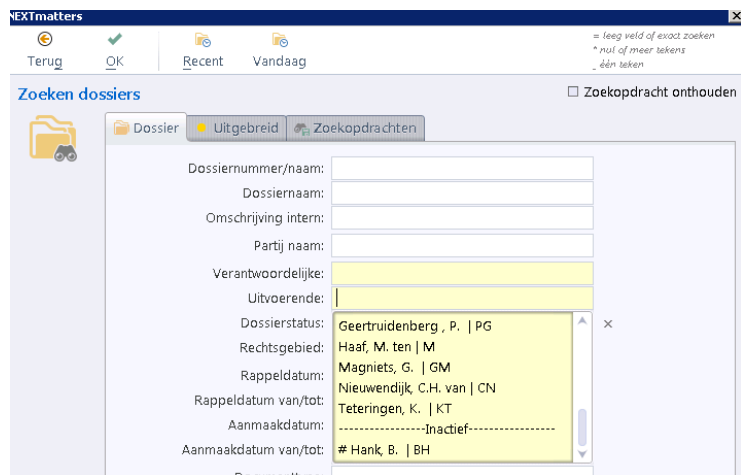 NEXTmatters
Terug
OK
Recent
Vandaag
= leeg veld of exact zoeken
* nul of meer tekens
_ één teken
Zoeken dossiers
Zoekopdracht onthouden
Dossier
Uitgebreid
Zoekopdrachten
Dossiernummer/naam:
Dossiernaam:
Omschrijving intern:
Partij naam:
Verantwoordelijke:
Uitvoerende:
Dossierstatus:
Rechtsgebied:
Rappeldatum:
Rappeldatum van/tot:
Aanmaakdatum:
Aanmaakdatum van/tot:
Geertruidenberg , P. | PG
Haaf, M. ten | M
Magniets, G. | GM
Nieuwendijk, C.H. van | CN
Teteringen, K. | KT
----------------Inactief----------------
# Hank, B. | BH